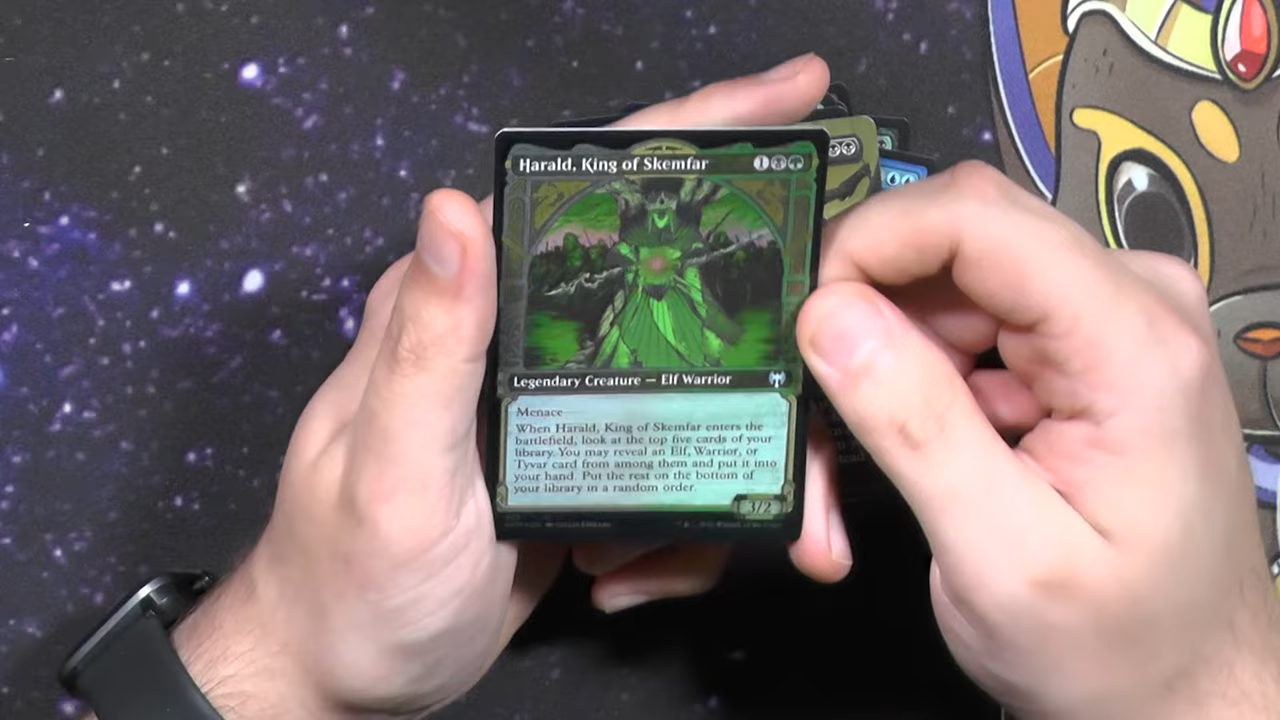 Harald, King of Skemfar 1
Legendary Creature — Elf Warrior
Menace
When Harald, King of Skemfar enters the
battlefield, look at the top five cards of your
library. You may reveal an Elf, Warrior, or
Tyvar card from among them and put it into
your hand. Put the rest on the bottom of
your library in a random order.
3/2